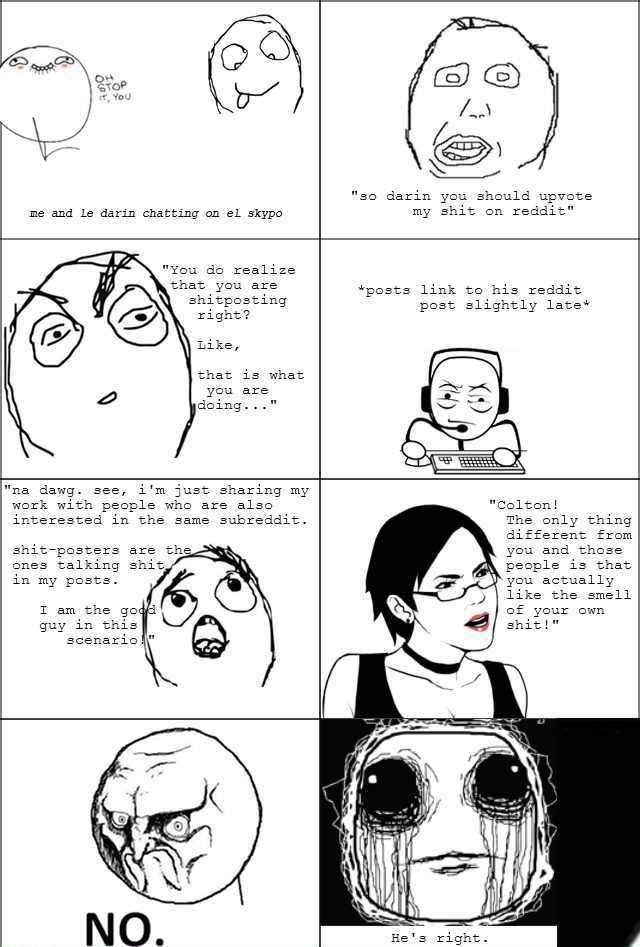 OH
STOP
IT, YOU
me and le darin chatting on el skypo
"so darin you should upvote
my shit on reddit"
"You do realize
that you are
shitposting
right?
Like,
that is what
you are
doing..."
*posts link to his reddit
post slightly late*
"na dawg. see, i'm just sharing my
work with people who are also
interested in the same subreddit.
shit-posters are the
ones talking shit
in my posts.
I am the good
guy in this
scenario!"
"Colton!
The only thing
different from
you and those
people is that
you actually
like the smell
of your own
shit!"
NO.
He's right.